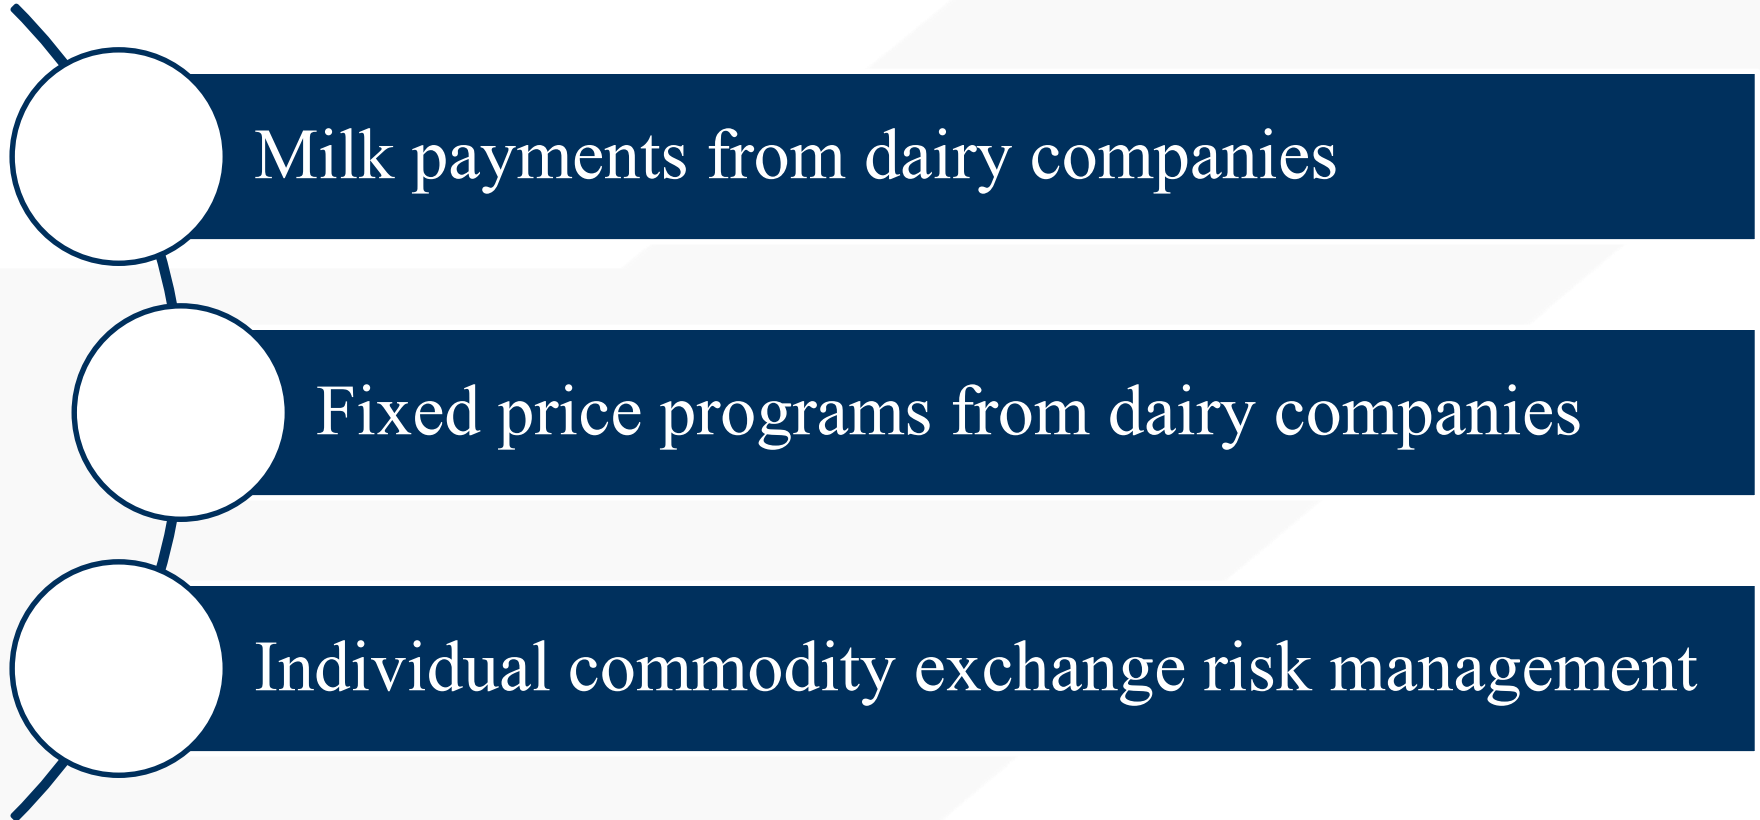 Milk payments from dairy companies
Fixed price programs from dairy companies
Individual commodity exchange risk management